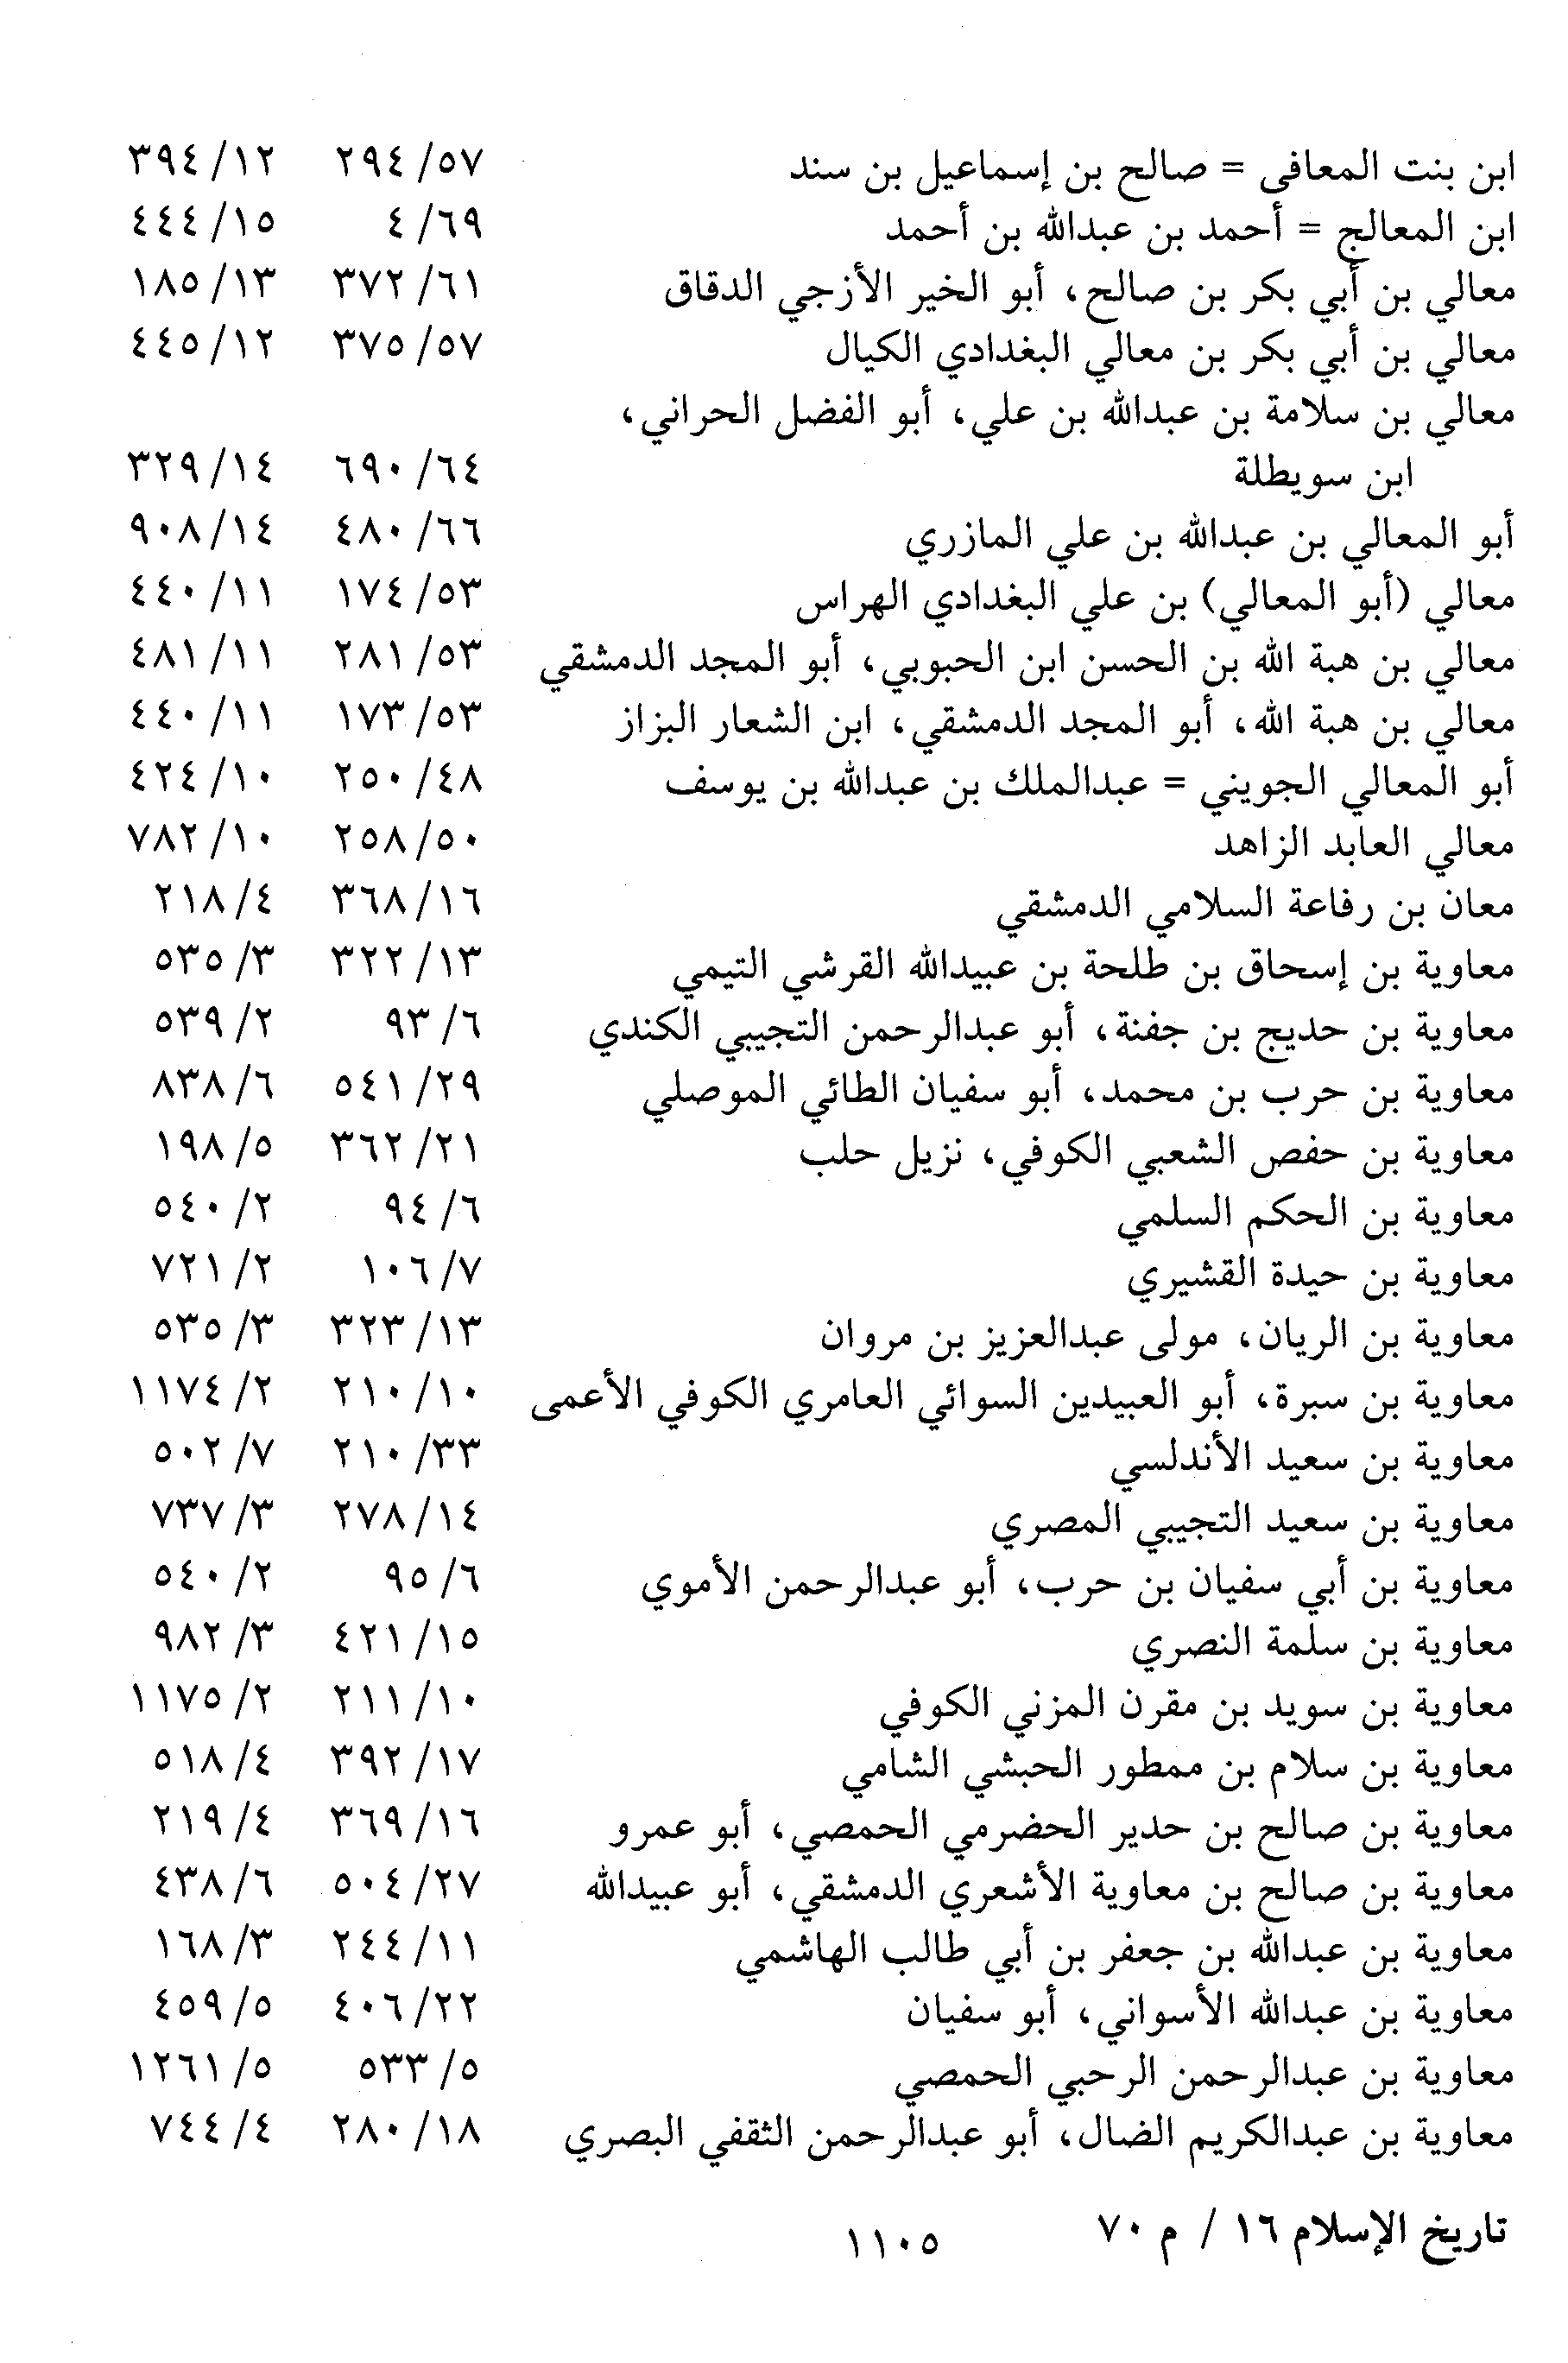 ابن بنت المعافى = صالح بن إسماعيل بن سند ٥٧/ ٢٩٤ ١٢/ ٣٩٤
ابن المعالج = أحمد بن عبدالله بن أحمد ٦٩/ ٤ ١٥/ ٤٤٤
معالي بن أبي بكر بن صالح، أبو الخير الأزجي الدقاق ٦١/ ٣٧٢ ١٣/ ١٨٥
معالي بن أبي بكر بن معالي البغدادي الكيال ٥٧/ ٣٧٥ ١٢/ ٤٤٥
معالي بن سلامة بن عبدالله بن علي، أبو الفضل الحراني،
ابن سويطلة ٦٤/ ٦٩٠ ١٤/ ٣٢٩
أبو المعالي بن عبدالله بن علي المازري ٦٦/ ٤٨٠ ١٤/ ٩٠٨
معالي (أبو المعالي) بن علي البغدادي الهراس ٥٣/ ١٧٤ ١١/ ٤٤٠
معالي بن هبة الله بن الحسن ابن الحبوبي، أبو المجد الدمشقي ٥٣/ ٢٨١ ١١/ ٤٨١
معالي بن هبة الله، أبو المجد الدمشقي، ابن الشعار البزاز ٥٣/ ١٧٣ ١١/ ٤٤٠
أبو المعالي الجويني = عبدالملك بن عبدالله بن يوسف ٤٨/ ٢٥٠ ١٠/ ٤٢٤
معالي العابد الزاهد ٥٠/ ٢٥٨ ١٠/ ٧٨٢
معان بن رفاعة السلامي الدمشقي ١٦/ ٣٦٨ ٤/ ٢١٨
معاوية بن إسحاق بن طلحة بن عبيدالله القرشي التيمي ١٣/ ٣٢٢ ٣/ ٥٣٥
معاوية بن حديج بن جفنة، أبو عبدالرحمن التجيبي الكندي ٦/ ٩٣ ٢/ ٥٣٩
معاوية بن حرب بن محمد، أبو سفيان الطائي الموصلي ٢٩/ ٥٤١ ٦/ ٨٣٨
معاوية بن حفص الشعبي الكوفي، نزيل حلب ٢١/ ٣٦٢ ٥/ ١٩٨
معاوية بن الحكم السلمي ٦/ ٩٤ ٢/ ٥٤٠
معاوية بن حيدة القشيري ٧/ ١٠٦ ٢/ ٧٢١
معاوية بن الريان، مولى عبدالعزيز بن مروان ١٣/ ٣٢٣ ٣/ ٥٣٥
معاوية بن سبرة، أبو العبيدين السوائي العامري الكوفي الأعمى ١٠/ ٢١٠ ٢/ ١١٧٤
معاوية بن سعيد الأندلسي ٣٣/ ٢١٠ ٧/ ٥٠٢
معاوية بن سعيد التجيبي المصري ١٤/ ٢٧٨ ٣/ ٧٣٧
معاوية بن أبي سفيان بن حرب، أبو عبدالرحمن الأموي ٦/ ٩٥ ٢/ ٥٤٠
معاوية بن سلمة النصري ١٥/ ٤٢١ ٣/ ٩٨٢
معاوية بن سويد بن مقرن المزني الكوفي ١٠/ ٢١١ ٢/ ١١٧٥
معاوية بن سلام بن ممطور الحبشي الشامي ١٧/ ٣٩٢ ٤/ ٥١٨
معاوية بن صالح بن حدير الحضرمي الحمصي، أبو عمرو ١٦/ ٣٦٩ ٤/ ٢١٩
معاوية بن صالح بن معاوية الأشعري الدمشقي، أبو عبيدالله ٢٧/ ٥٠٤ ٦/ ٤٣٨
معاوية بن عبدالله بن جعفر بن أبي طالب الهاشمي ١١/ ٢٤٤ ٣/ ١٦٨
معاوية بن عبدالله الأسواني، أبو سفيان ٢٢/ ٤٠٦ ٥/ ٤٥٩
معاوية بن عبدالرحمن الرحبي الحمصي ٥/ ٥٣٣ ٥/ ١٢٦١
معاوية بن عبدالكريم الضال، أبو عبدالرحمن الثقفي البصري ١٨/ ٢٨٠ ٤/ ٧٤٤
تاريخ الإسلام ١٦ / م ٧٠
١١٠٥